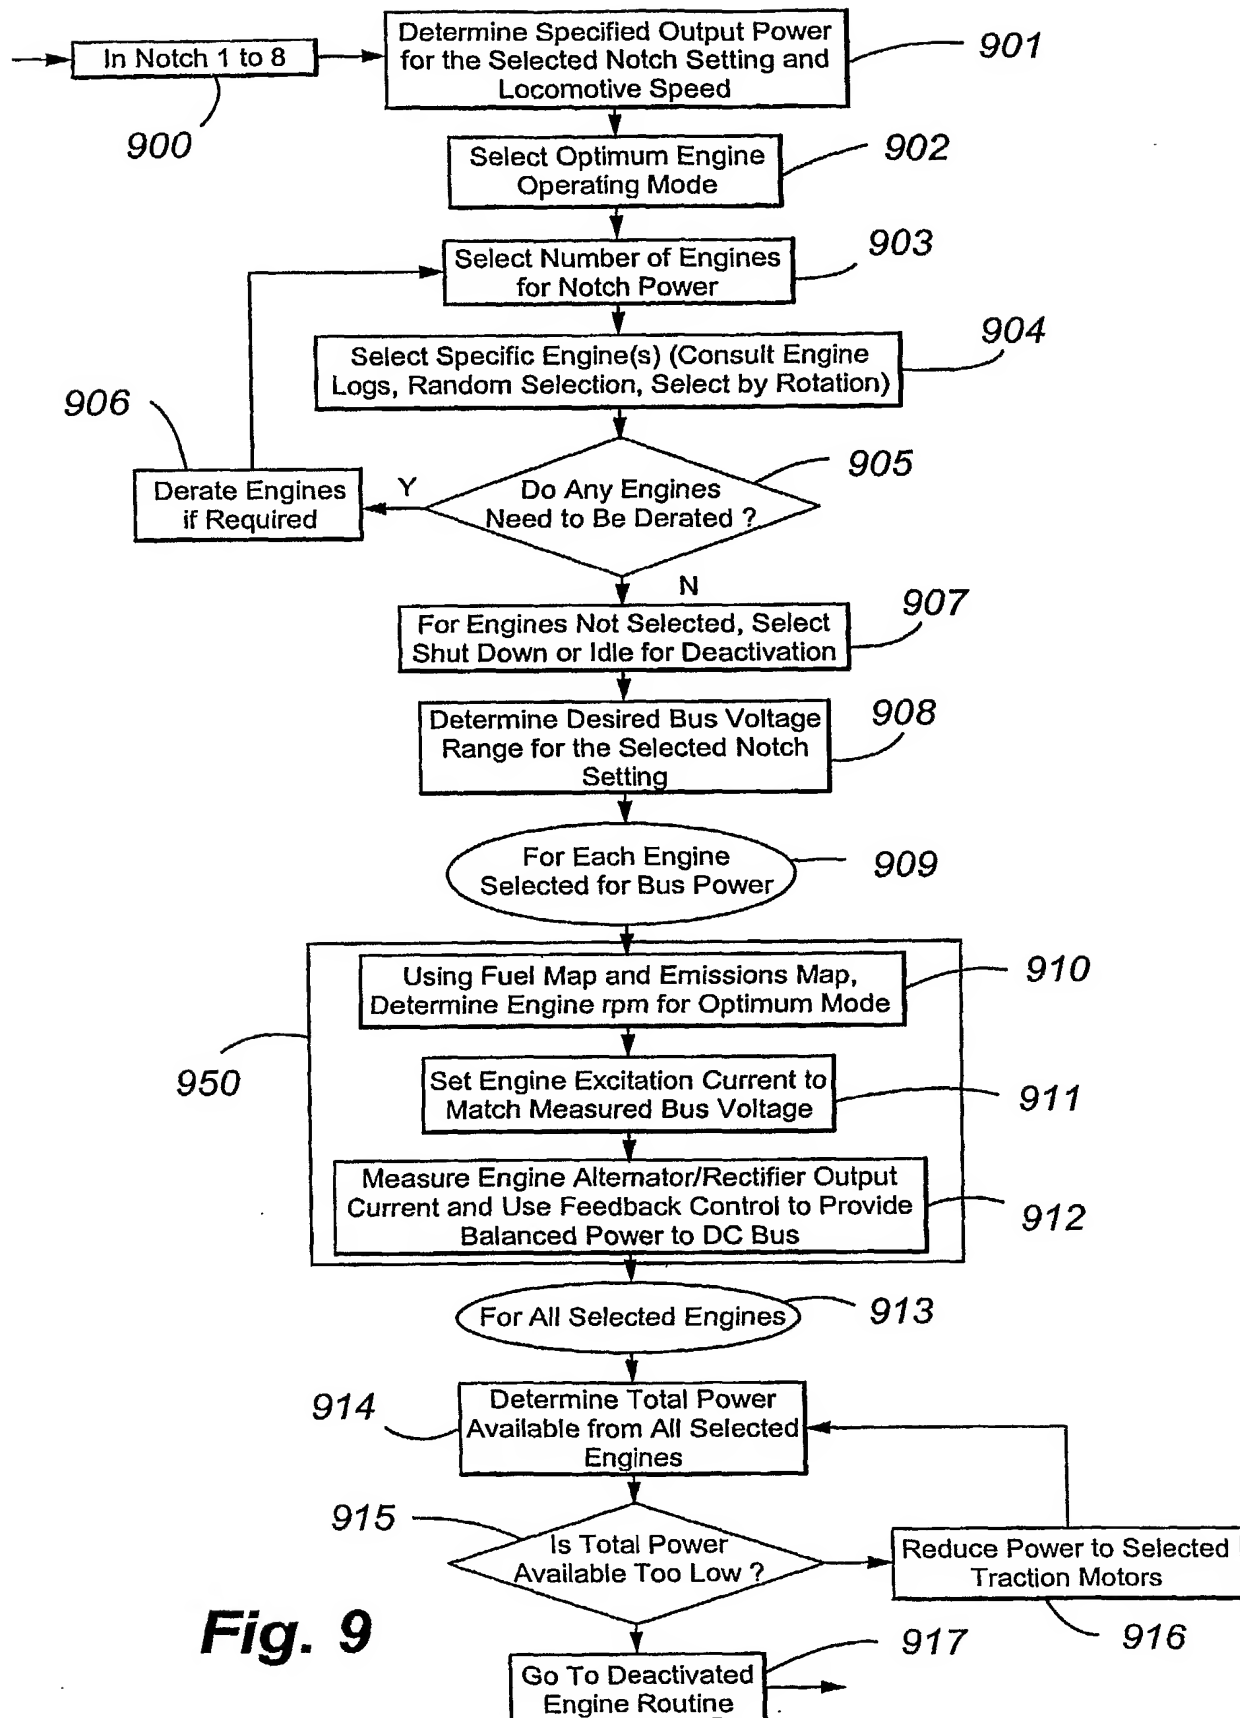 In Notch 1 to 8
900
Determine Specified Output Power
for the Selected Notch Setting and
Locomotive Speed
901
Select Optimum Engine
Operating Mode
902
Select Number of Engines
for Notch Power
903
Select Specific Engine(s) (Consult Engine
Logs, Random Selection, Select by Rotation)
904
Do Any Engines
Need to Be Derated ?
905
Y
906
Derate Engines
if Required
N
For Engines Not Selected, Select
Shut Down or Idle for Deactivation
907
Determine Desired Bus Voltage
Range for the Selected Notch
Setting
908
For Each Engine
Selected for Bus Power
909
Using Fuel Map and Emissions Map,
Determine Engine rpm for Optimum Mode
910
950
Set Engine Excitation Current to
Match Measured Bus Voltage
911
Measure Engine Alternator/Rectifier Output
Current and Use Feedback Control to Provide
Balanced Power to DC Bus
912
For All Selected Engines
913
914
Determine Total Power
Available from All Selected
Engines
915
Is Total Power
Available Too Low ?
Reduce Power to Selected
Traction Motors
916
Fig. 9
Go To Deactivated
Engine Routine
917